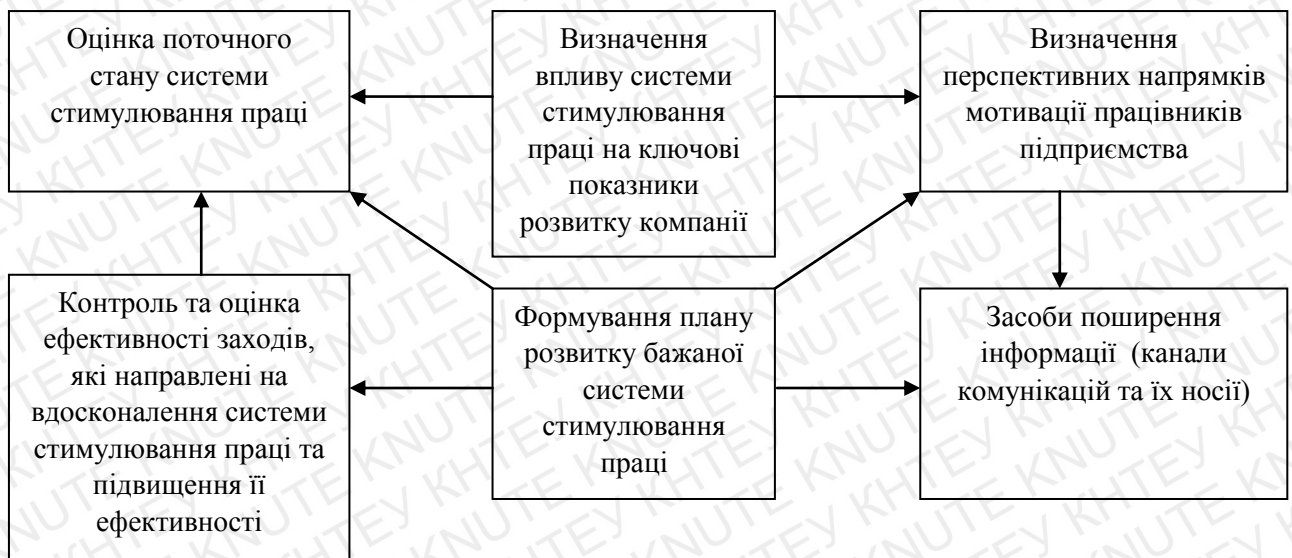 Оцінка поточного
стану системи
стимулювання праці
Визначення
впливу системи
стимулювання
праці на ключові
показники
розвитку компанії
Визначення
перспективних напрямків
мотивації працівників
підприємства
Контроль та оцінка
ефективності заходів,
які направлені на
вдосконалення системи
стимулювання праці та
підвищення її
ефективності
Формування плану
розвитку бажаної
системи
стимулювання
праці
Засоби поширення
інформації (канали
комунікацій та їх носії)